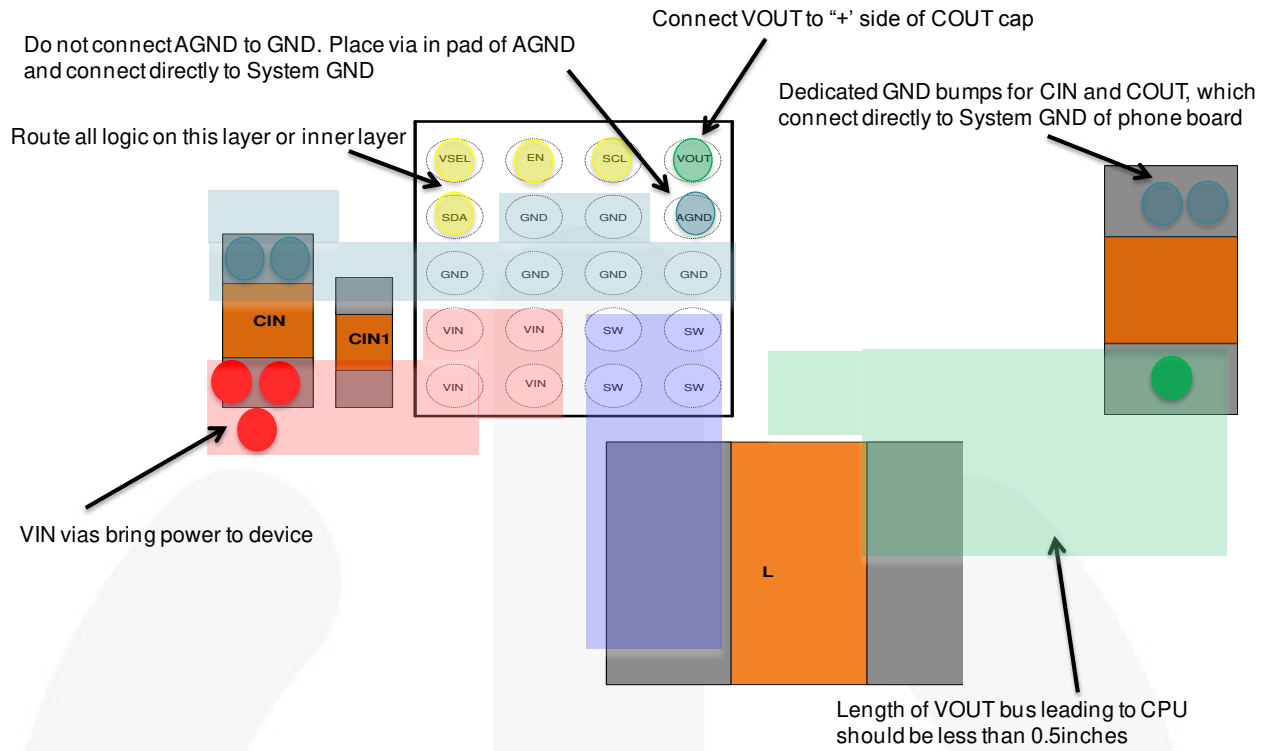 Connect VOUT to “+’ side of COUT cap
Do not connect AGND to GND. Place via in pad of AGND
and connect directly to System GND
Dedicated GND bumps for CIN and COUT, which
connect directly to System GND of phone board
Route all logic on this layer or inner layer
VSEL EN SCL VOUT
SDA GND GND AGND
GND GND GND GND
CIN
CIN1
VIN VIN SW SW
VIN VIN SW SW
VIN vias bring power to device
L
Length of VOUT bus leading to CPU
should be less than 0.5inches